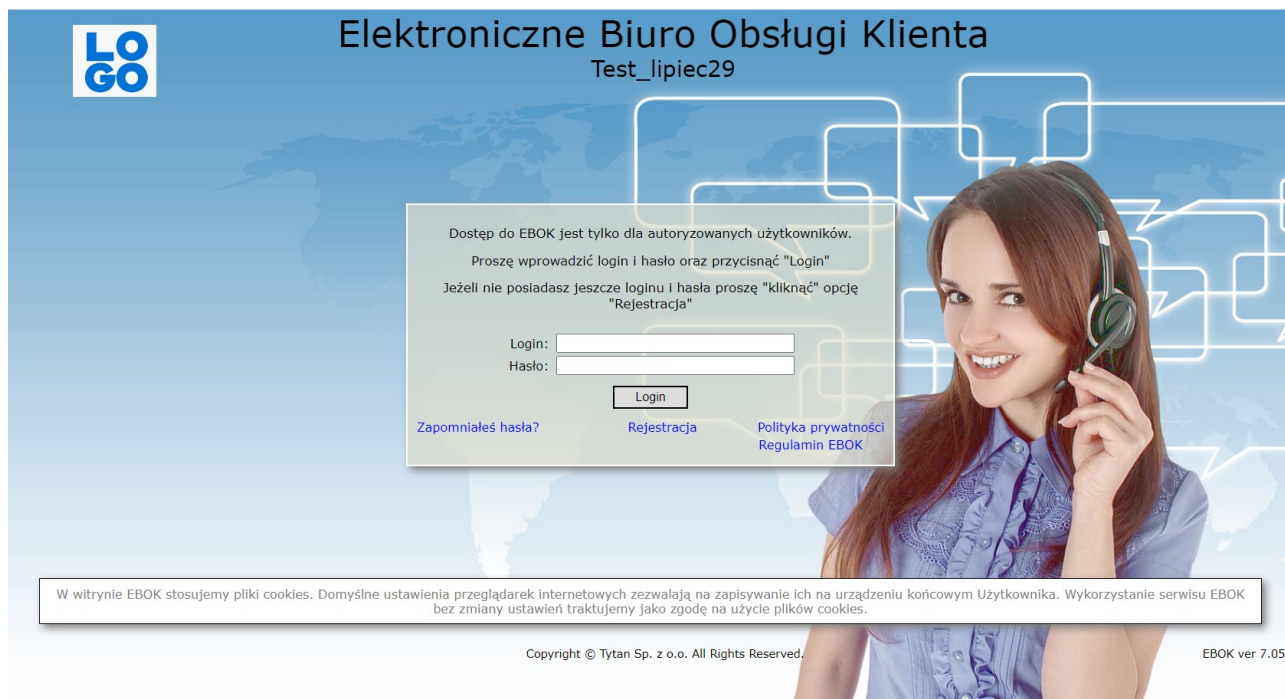 LO
GO
Elektroniczne Biuro Obsługi Klienta
Test_lipiec29
Dostęp do EBOK jest tylko dla autoryzowanych użytkowników.
Proszę wprowadzić login i hasło oraz przycisnąć "Login"
Jeżeli nie posiadasz jeszcze loginu i hasła proszę "kliknąć" opcję
"Rejestracja"
Login:
Hasło:
Login
Zapomniałeś hasła? Rejestracja Polityka prywatności
Regulamin EBOK
W witrynie EBOK stosujemy pliki cookies. Domyślne ustawienia przeglądarek internetowych zezwalają na zapisywanie ich na urządzeniu końcowym Użytkownika. Wykorzystanie serwisu EBOK
bez zmiany ustawień traktujemy jako zgodę na użycie plików cookies.
Copyright © Tytan Sp. z o.o. All Rights Reserved. EBOK ver 7.05